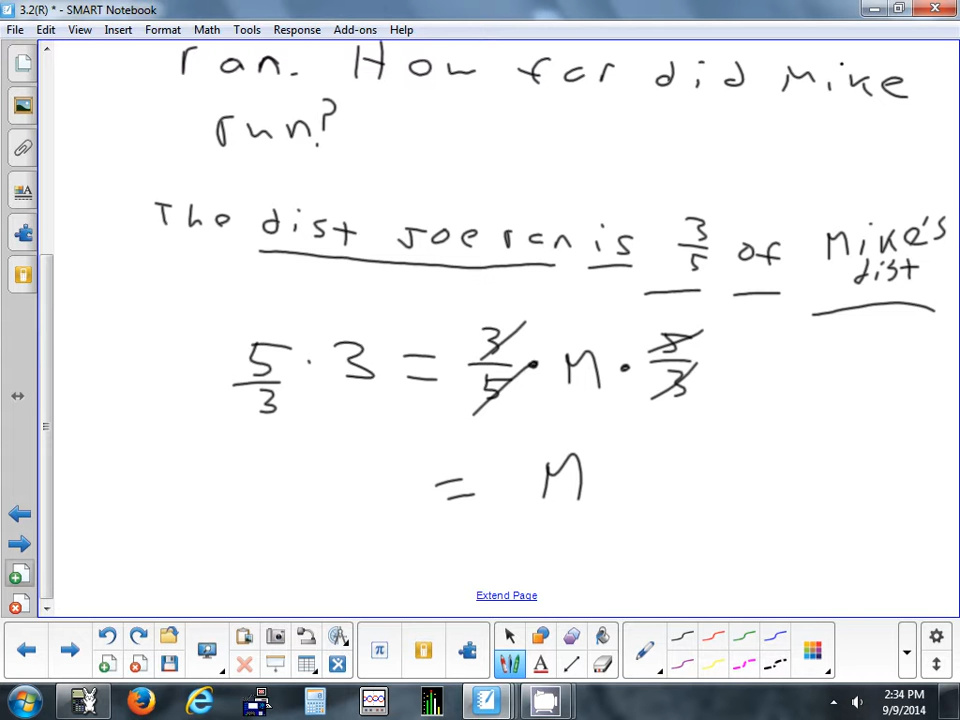 3.2(R) * - SMART Notebook
File Edit View Insert Format Math Tools Response Add-ons Help
ran. How far did Mike
run?
The dist Joe ran is 3/5 of Mike's
dist
5/3 · 3 = 3/5 · M · 5/3
= M
Extend Page
2:34 PM
9/9/2014